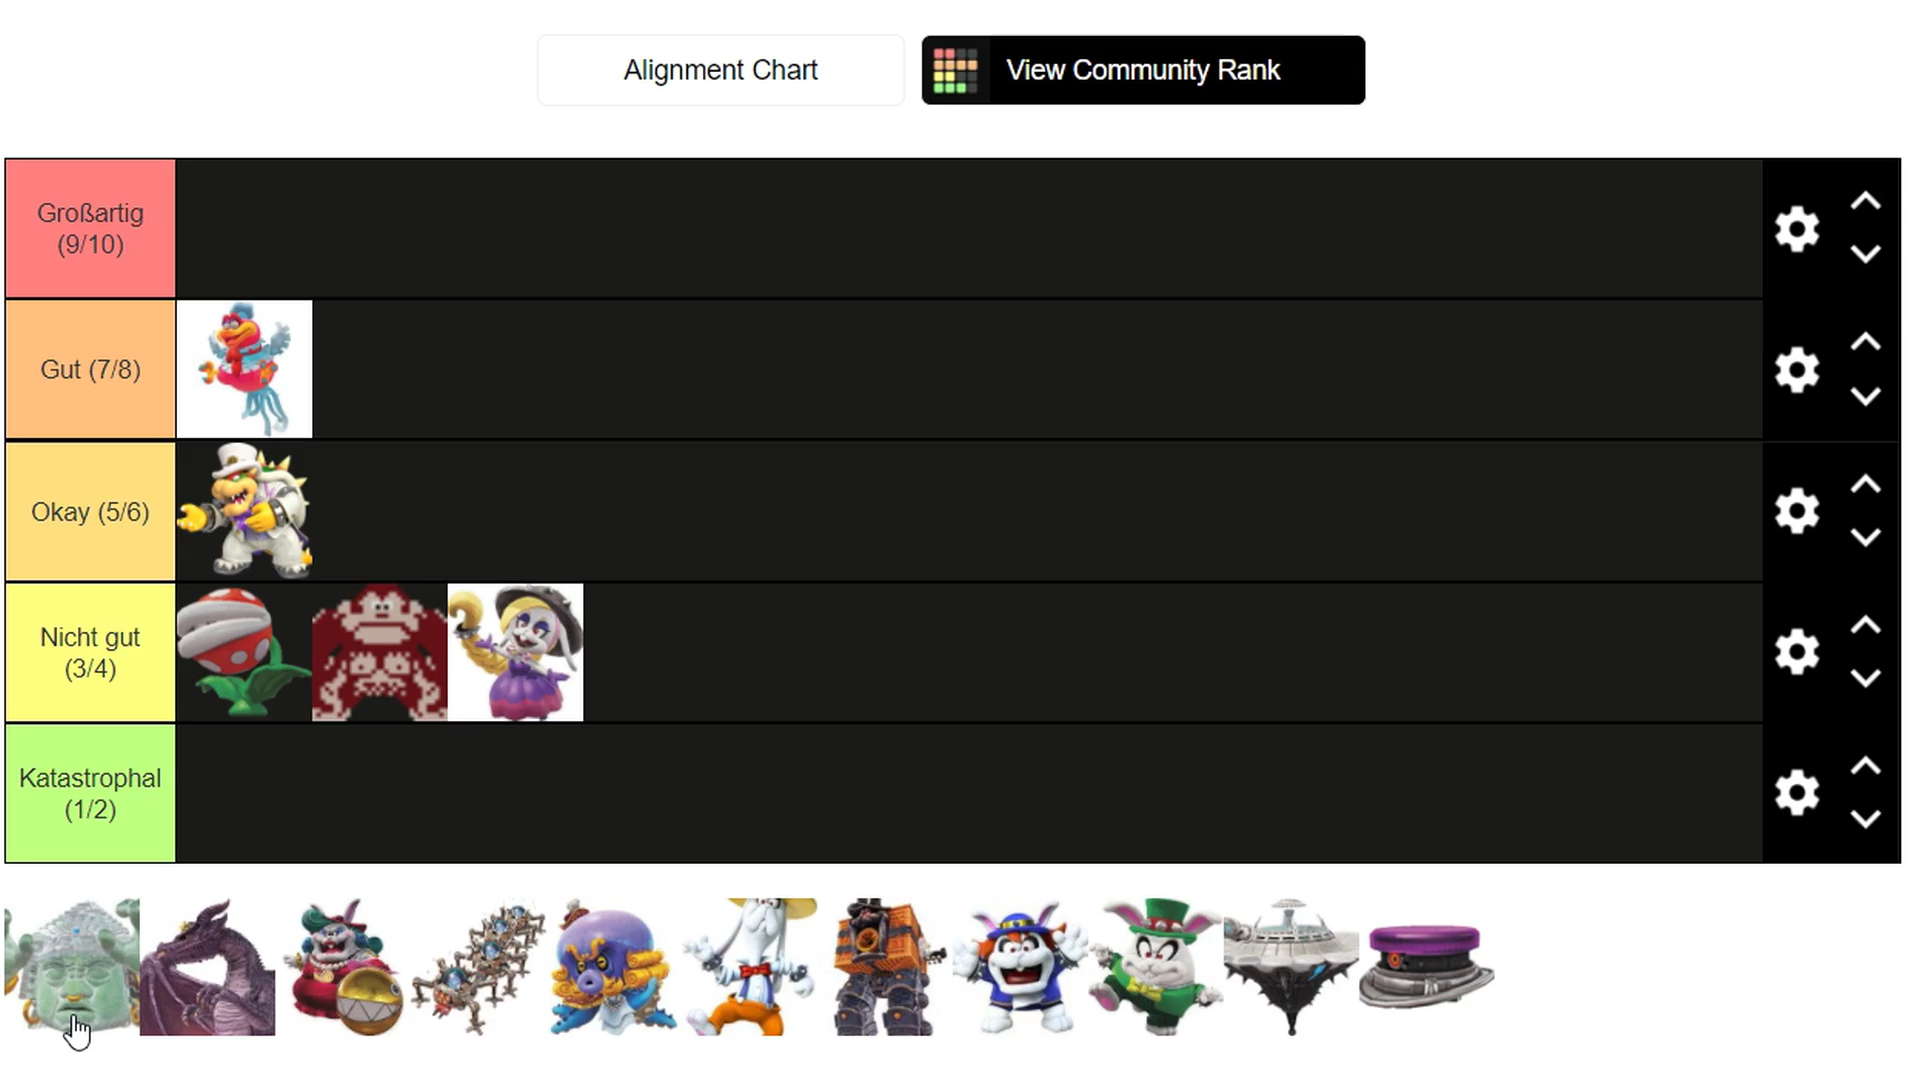 Alignment Chart
View Community Rank
Großartig
(9/10)
Gut (7/8)
Okay (5/6)
Nicht gut
(3/4)
Katastrophal
(1/2)